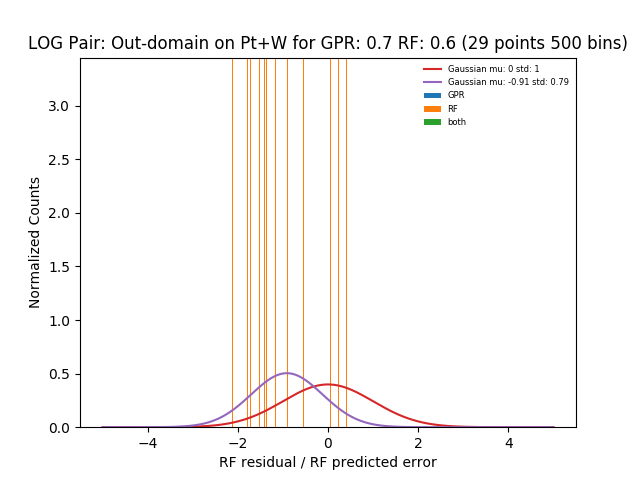 LOG Pair: Out-domain on Pt+W for GPR: 0.7 RF: 0.6 (29 points 500 bins)
Gaussian mu: 0 std: 1
Gaussian mu: -0.91 std: 0.79
GPR
RF
both
Normalized Counts
3.0
2.5
2.0
1.5
1.0
0.5
0.0
−4 −2 0 2 4
RF residual / RF predicted error